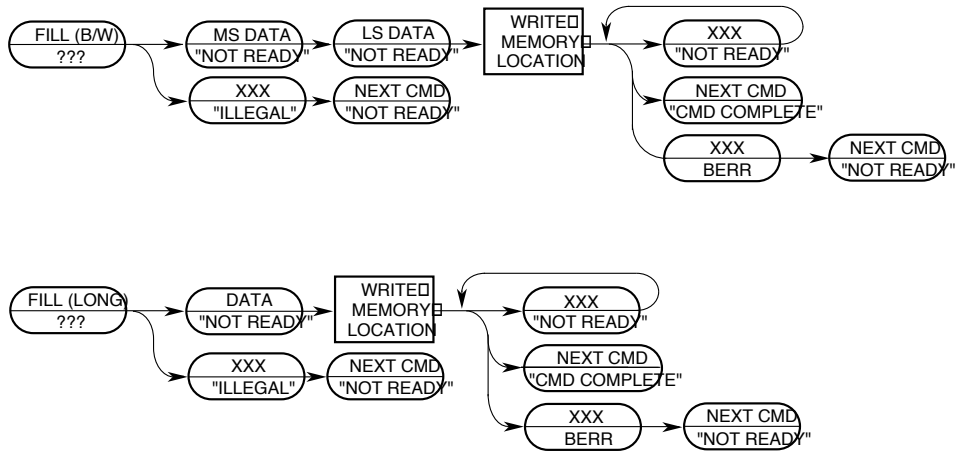 FILL (B/W)
???
MS DATA
"NOT READY"
LS DATA
"NOT READY"
WRITE
MEMORY
LOCATION
XXX
"NOT READY"
XXX
"ILLEGAL"
NEXT CMD
"NOT READY"
NEXT CMD
"CMD COMPLETE"
XXX
BERR
NEXT CMD
"NOT READY"
FILL (LONG)
???
DATA
"NOT READY"
WRITE
MEMORY
LOCATION
XXX
"NOT READY"
XXX
"ILLEGAL"
NEXT CMD
"NOT READY"
NEXT CMD
"CMD COMPLETE"
XXX
BERR
NEXT CMD
"NOT READY"